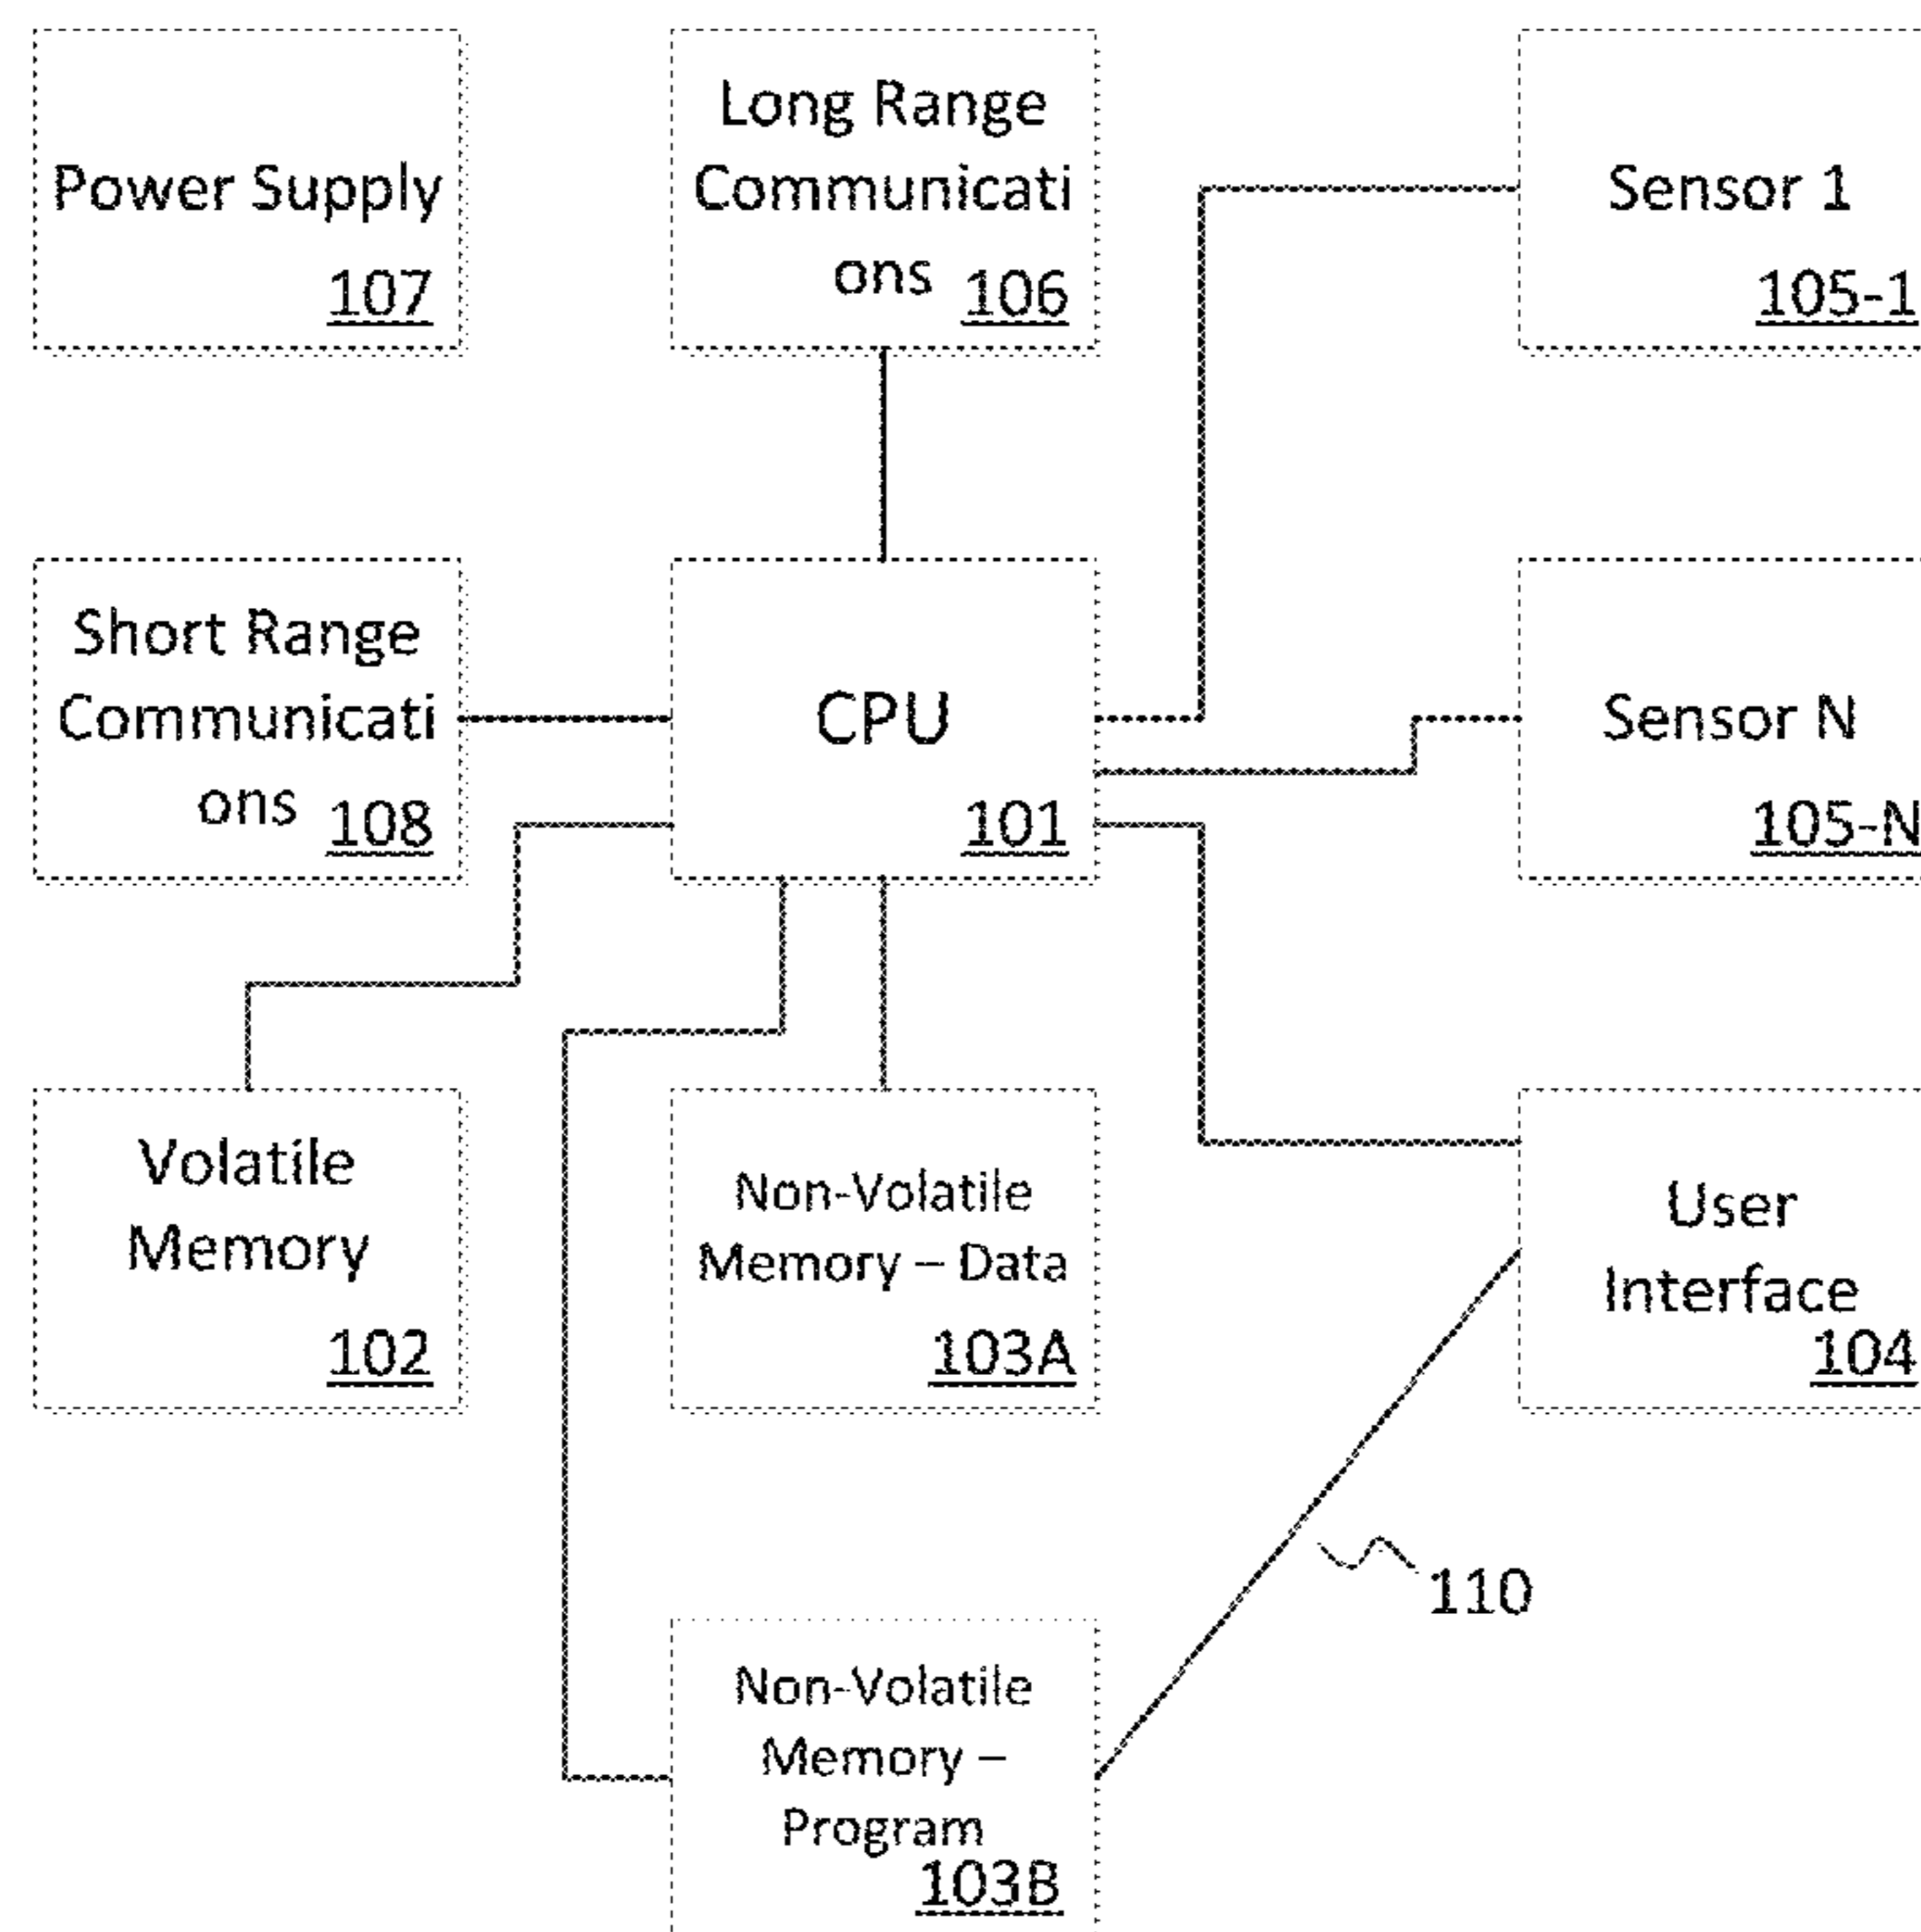 Power Supply
107
Long Range
Communicati
ons 106
Sensor 1
105-1
Short Range
Communicati
ons 108
CPU
101
Sensor N
105-N
Volatile
Memory
102
Non-Volatile
Memory – Data
103A
User
Interface
104
110
Non-Volatile
Memory –
Program
103B